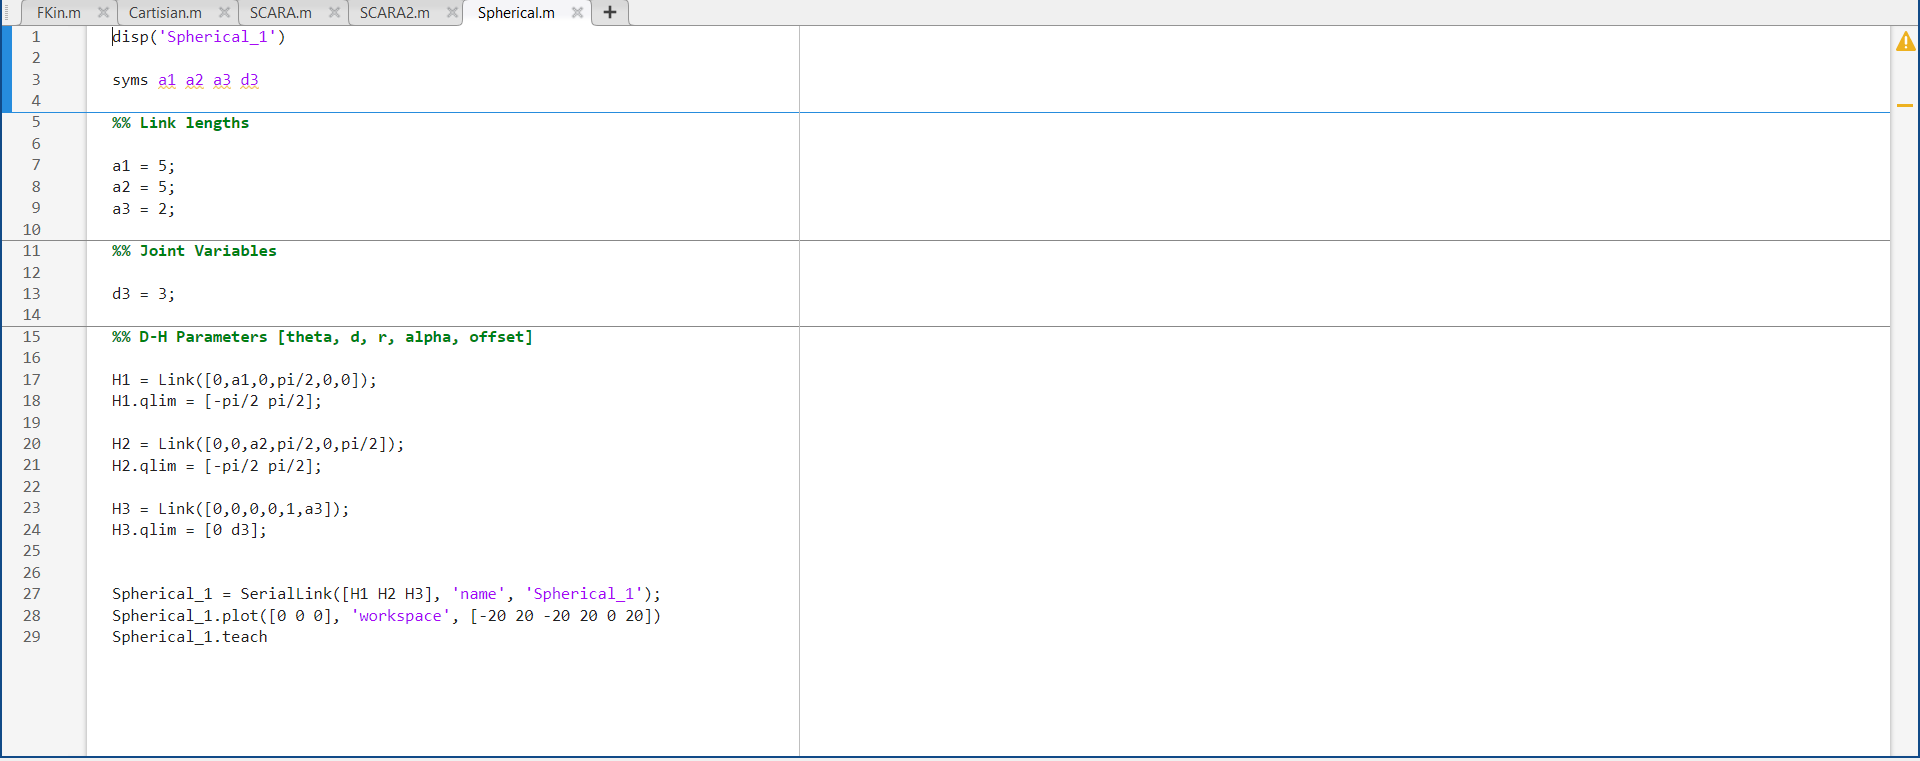 FKin.m Cartisian.m SCARA.m SCARA2.m Spherical.m +
1 disp('Spherical_1')
2
3 syms a1 a2 a3 d3
4
5 %% Link lengths
6
7 a1 = 5;
8 a2 = 5;
9 a3 = 2;
10
11 %% Joint Variables
12
13 d3 = 3;
14
15 %% D-H Parameters [theta, d, r, alpha, offset]
16
17 H1 = Link([0,a1,0,pi/2,0,0]);
18 H1.qlim = [-pi/2 pi/2];
19
20 H2 = Link([0,0,a2,pi/2,0,pi/2]);
21 H2.qlim = [-pi/2 pi/2];
22
23 H3 = Link([0,0,0,0,1,a3]);
24 H3.qlim = [0 d3];
25
26
27 Spherical_1 = SerialLink([H1 H2 H3], 'name', 'Spherical_1');
28 Spherical_1.plot([0 0 0], 'workspace', [-20 20 -20 20 0 20])
29 Spherical_1.teach